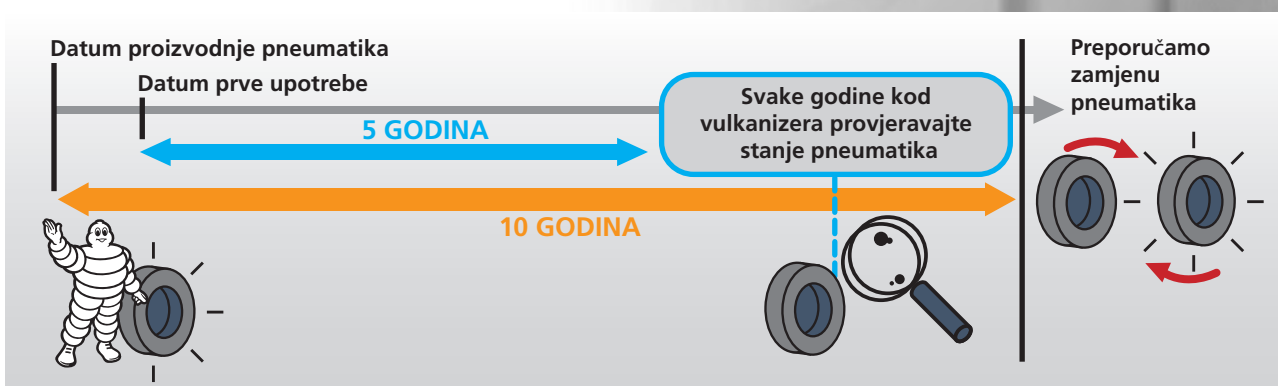 Datum proizvodnje pneumatika
Datum prve upotrebe
5 GODINA
Svake godine kod
vulkanizera provjeravajte
stanje pneumatika
Preporučamo
zamjenu
pneumatika
10 GODINA